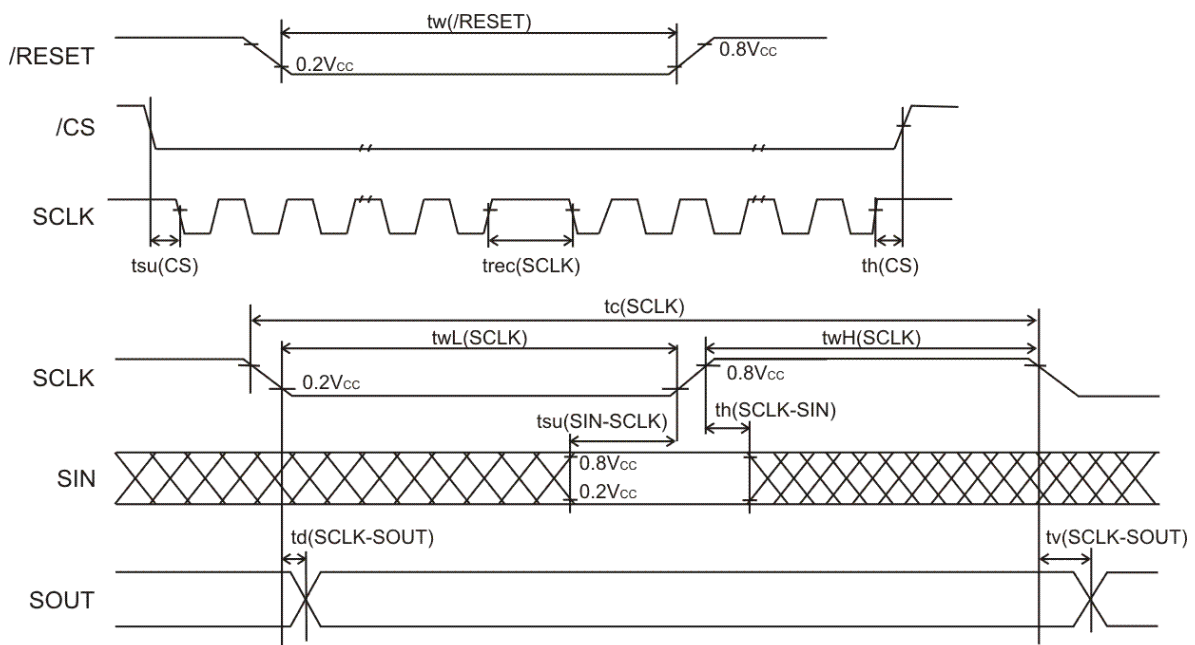 tw(/RESET)
/RESET
0.2Vcc
0.8Vcc
/CS
SCLK
tsu(CS)
trec(SCLK)
th(CS)
tc(SCLK)
twL(SCLK)
twH(SCLK)
SCLK
0.2Vcc
0.8Vcc
tsu(SIN-SCLK)
th(SCLK-SIN)
SIN
0.8Vcc
0.2Vcc
td(SCLK-SOUT)
tv(SCLK-SOUT)
SOUT